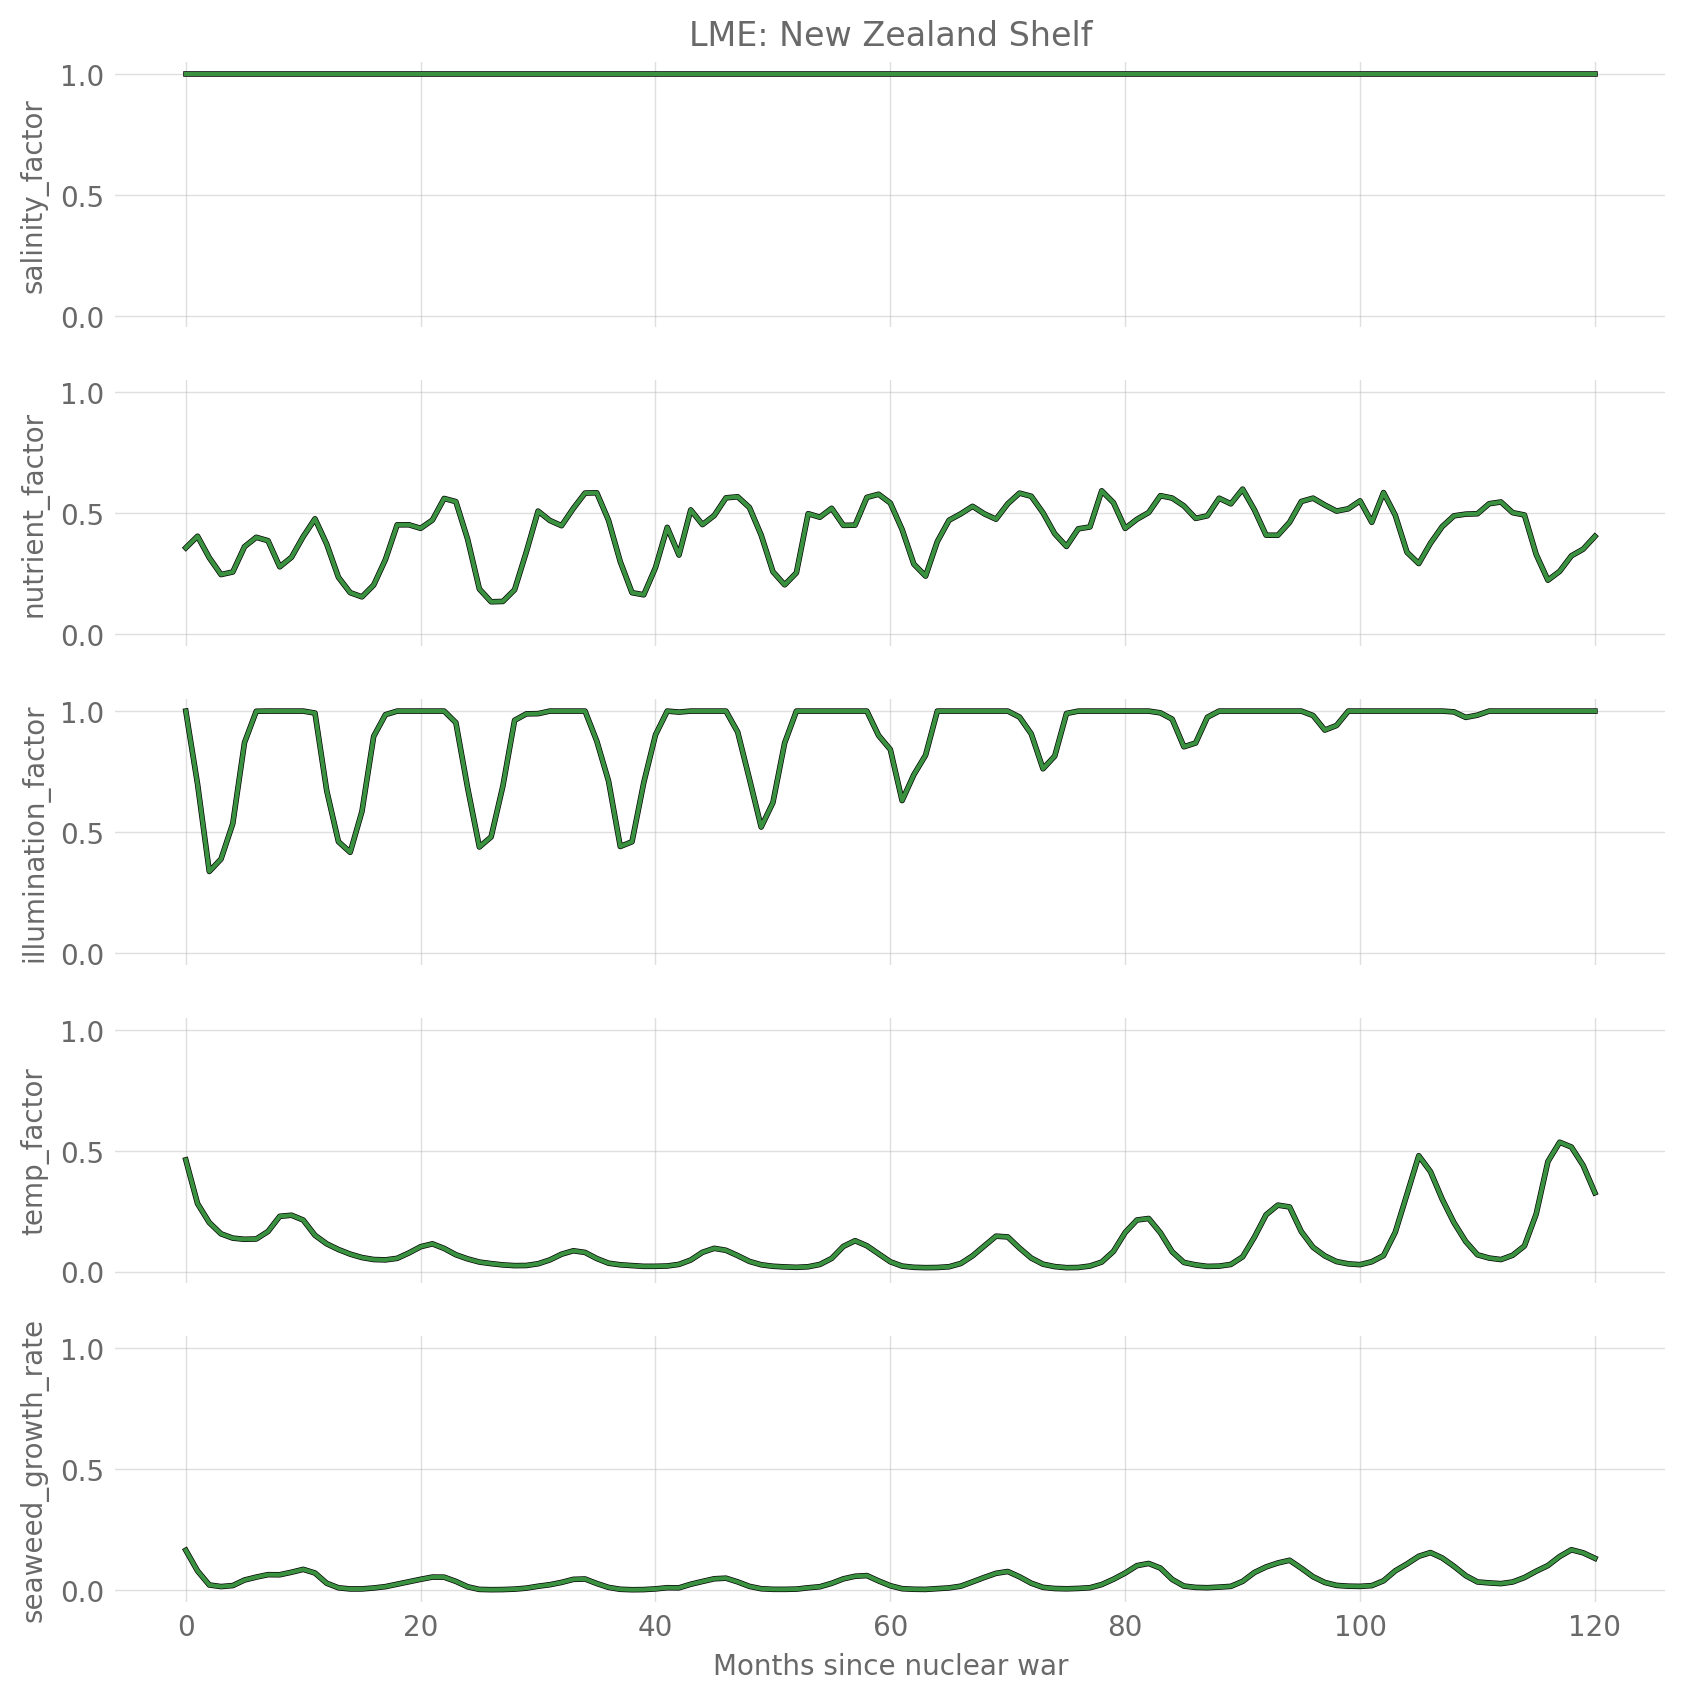 LME: New Zealand Shelf
salinity_factor
1.0
0.5
0.0
nutrient_factor
1.0
0.5
0.0
illumination_factor
1.0
0.5
0.0
temp_factor
1.0
0.5
0.0
seaweed_growth_rate
1.0
0.5
0.0
0 20 40 60 80 100 120
Months since nuclear war